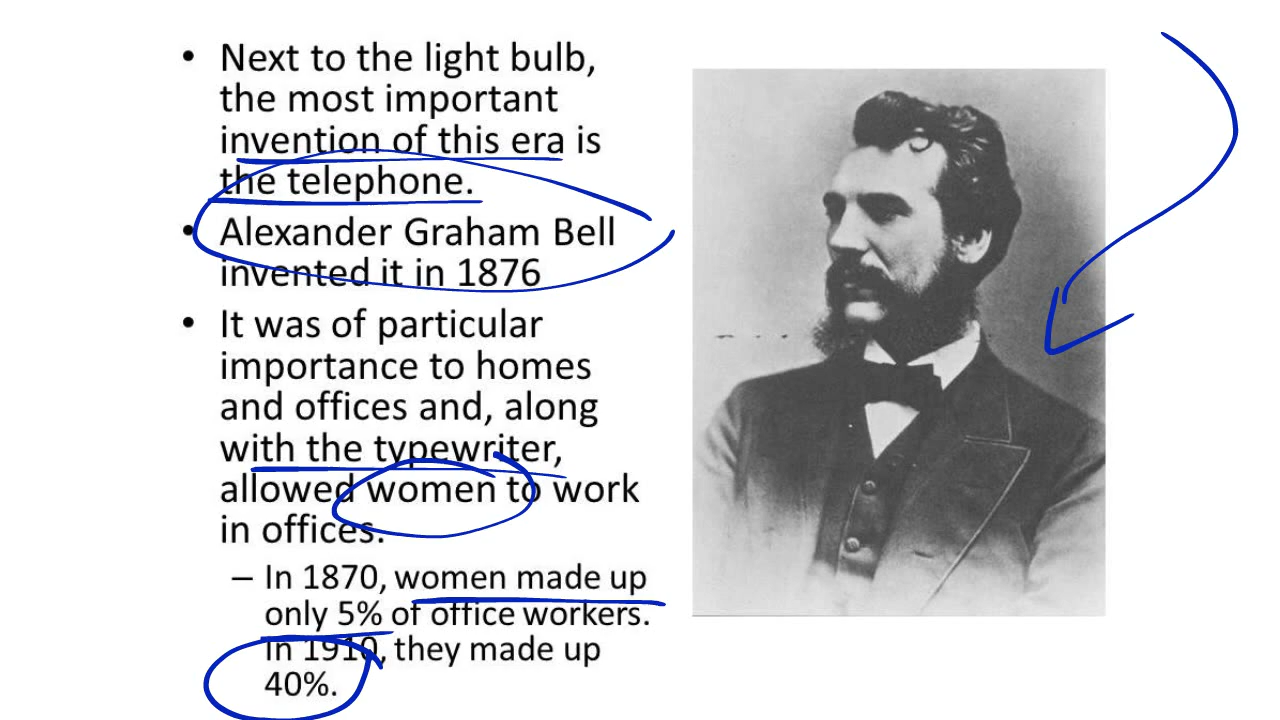 • Next to the light bulb,
the most important
invention of this era is
the telephone.
• Alexander Graham Bell
invented it in 1876
• It was of particular
importance to homes
and offices and, along
with the typewriter,
allowed women to work
in offices.
– In 1870, women made up
only 5% of office workers.
In 1910, they made up
40%.